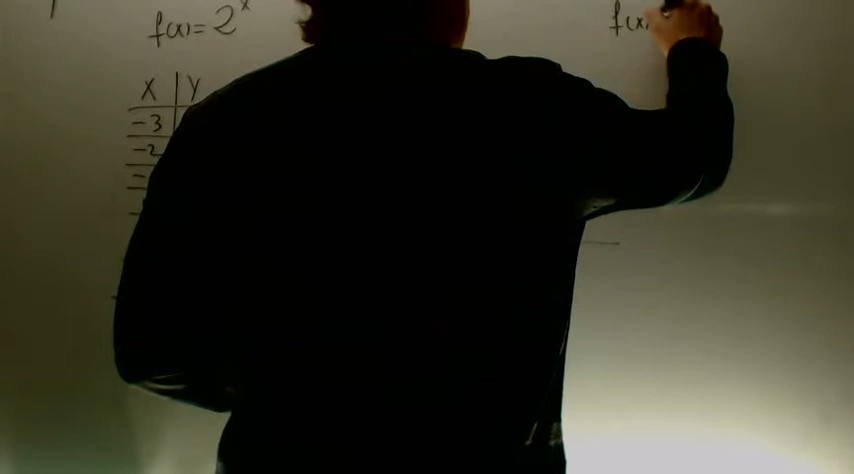 f(x) = 2^x
f(x)
X | Y
-3
-2
-